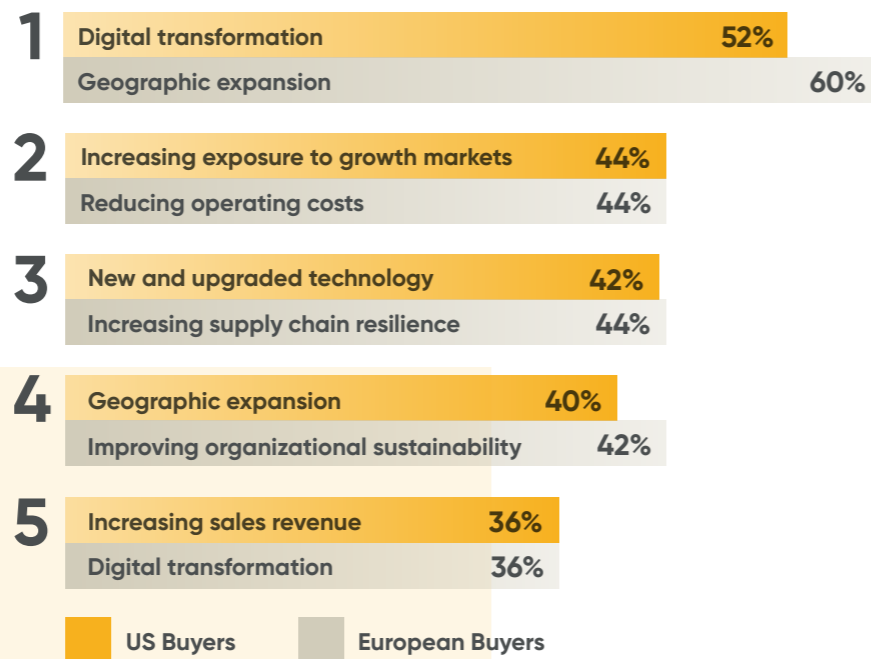 1
Digital transformation 52%
Geographic expansion 60%
2
Increasing exposure to growth markets 44%
Reducing operating costs 44%
3
New and upgraded technology 42%
Increasing supply chain resilience 44%
4
Geographic expansion 40%
Improving organizational sustainability 42%
5
Increasing sales revenue 36%
Digital transformation 36%
US Buyers European Buyers